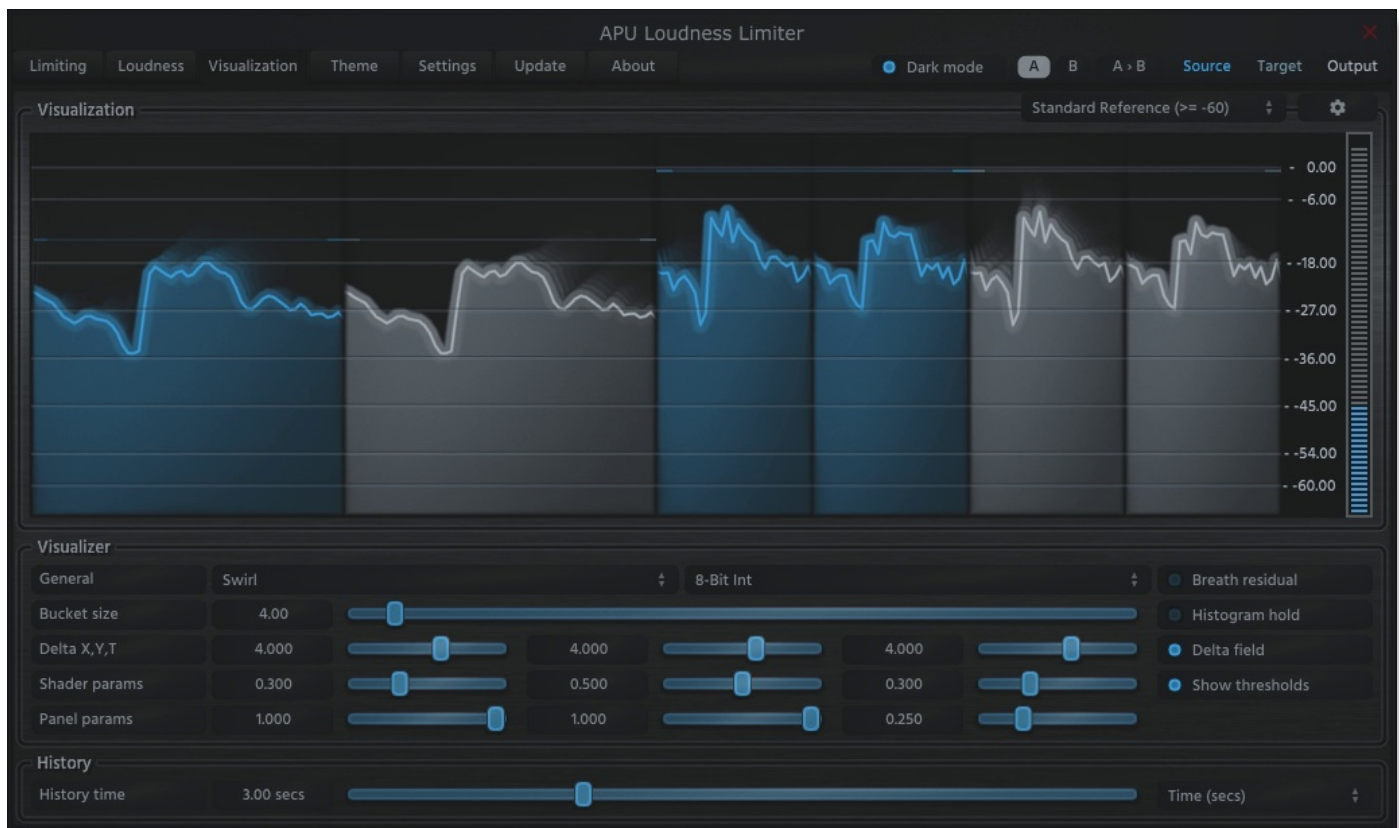 APU Loudness Limiter
Limiting Loudness Visualization Theme Settings Update About Dark mode A B A › B Source Target Output
Visualization Standard Reference (>= -60)
- 0.00
- -6.00
- -18.00
- -27.00
- -36.00
- -45.00
- -54.00
- -60.00
Visualizer
General Swirl 8-Bit Int Breath residual
Bucket size 4.00 Histogram hold
Delta X,Y,T 4.000 4.000 4.000 Delta field
Shader params 0.300 0.500 0.300 Show thresholds
Panel params 1.000 1.000 0.250
History
History time 3.00 secs Time (secs)